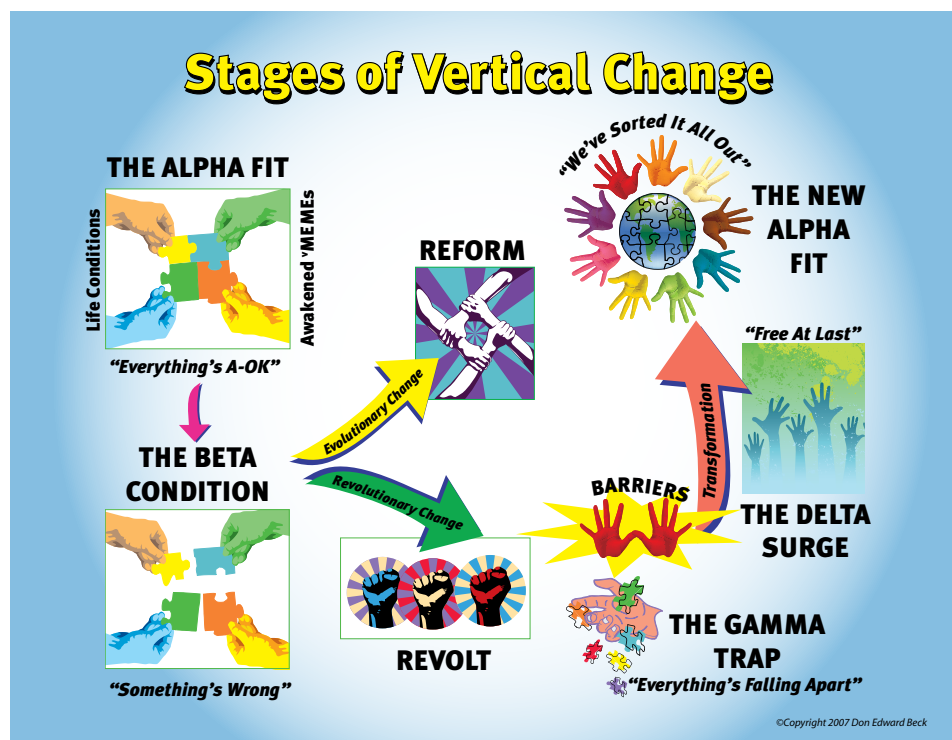 Stages of Vertical Change
THE ALPHA FIT
Life Conditions
Awakened vMEMEs
“Everything’s A-OK”
THE BETA
CONDITION
“Something’s Wrong”
Evolutionary Change
REFORM
Revolutionary Change
REVOLT
BARRIERS
THE GAMMA
TRAP
“Everything’s Falling Apart”
Transformation
“Free At Last”
THE DELTA
SURGE
“We’ve Sorted It All Out”
THE NEW
ALPHA
FIT
©Copyright 2007 Don Edward Beck